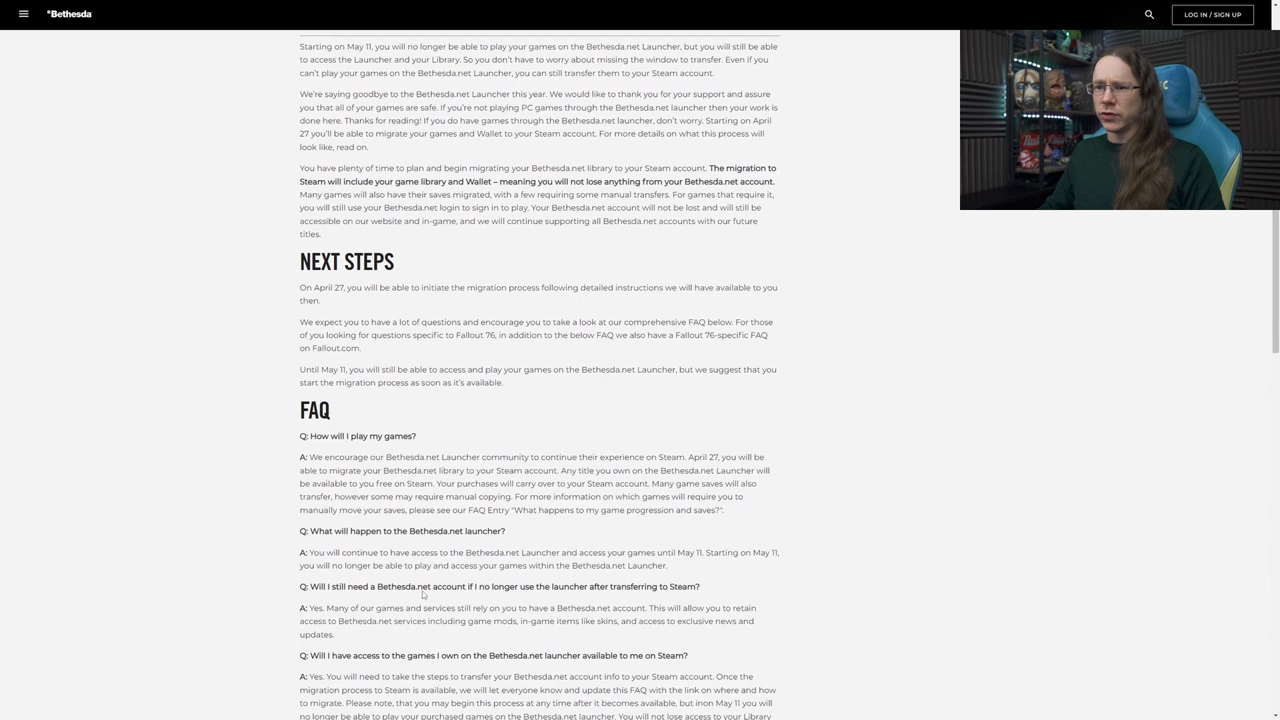 Bethesda
LOG IN / SIGN UP
Starting on May 11, you will no longer be able to play your games on the Bethesda.net Launcher, but you will still be able
to access the Launcher and your Library. So you don't have to worry about missing the window to transfer. Even if you
can't play your games on the Bethesda.net Launcher, you can still transfer them to your Steam account.
We're saying goodbye to the Bethesda.net Launcher this year. We would like to thank you for your support and assure
you that all of your games are safe. If you're not playing PC games through the Bethesda.net launcher then your work is
done here. Thanks for reading! If you do have games through the Bethesda.net launcher, don't worry. Starting on April
27 you'll be able to migrate your games and Wallet to your Steam account. For more details on what this process will
look like, read on.
You have plenty of time to plan and begin migrating your Bethesda.net library to your Steam account. The migration to
Steam will include your game library and Wallet – meaning you will not lose anything from your Bethesda.net account.
Many games will also have their saves migrated, with a few requiring some manual transfers. For games that require it,
you will still use your Bethesda.net login to sign in to play. Your Bethesda.net account will not be lost and will still be
accessible on our website and in-game, and we will continue supporting all Bethesda.net accounts with our future
titles.
NEXT STEPS
On April 27, you will be able to initiate the migration process following detailed instructions we will have available to you
then.
We expect you to have a lot of questions and encourage you to take a look at our comprehensive FAQ below. For those
of you looking for questions specific to Fallout 76, in addition to the below FAQ we also have a Fallout 76-specific FAQ
on Fallout.com.
Until May 11, you will still be able to access and play your games on the Bethesda.net Launcher, but we suggest that you
start the migration process as soon as it's available.
FAQ
Q: How will I play my games?
A: We encourage our Bethesda.net Launcher community to continue their experience on Steam. April 27, you will be
able to migrate your Bethesda.net library to your Steam account. Any title you own on the Bethesda.net Launcher will
be available to you free on Steam. Your purchases will carry over to your Steam account. Many game saves will also
transfer, however some may require manual copying. For more information on which games will require you to
manually move your saves, please see our FAQ Entry "What happens to my game progression and saves?".
Q: What will happen to the Bethesda.net launcher?
A: You will continue to have access to the Bethesda.net Launcher and access your games until May 11. Starting on May 11,
you will no longer be able to play and access your games within the Bethesda.net Launcher.
Q: Will I still need a Bethesda.net account if I no longer use the launcher after transferring to Steam?
A: Yes. Many of our games and services still rely on you to have a Bethesda.net account. This will allow you to retain
access to Bethesda.net services including game mods, in-game items like skins, and access to exclusive news and
updates.
Q: Will I have access to the games I own on the Bethesda.net launcher available to me on Steam?
A: Yes. You will need to take the steps to transfer your Bethesda.net account info to your Steam account. Once the
migration process to Steam is available, we will let everyone know and update this FAQ with the link on where and how
to migrate. Please note, that you may begin this process at any time after it becomes available, but inon May 11 you will
no longer be able to play your purchased games on the Bethesda.net launcher. You will not lose access to your Library